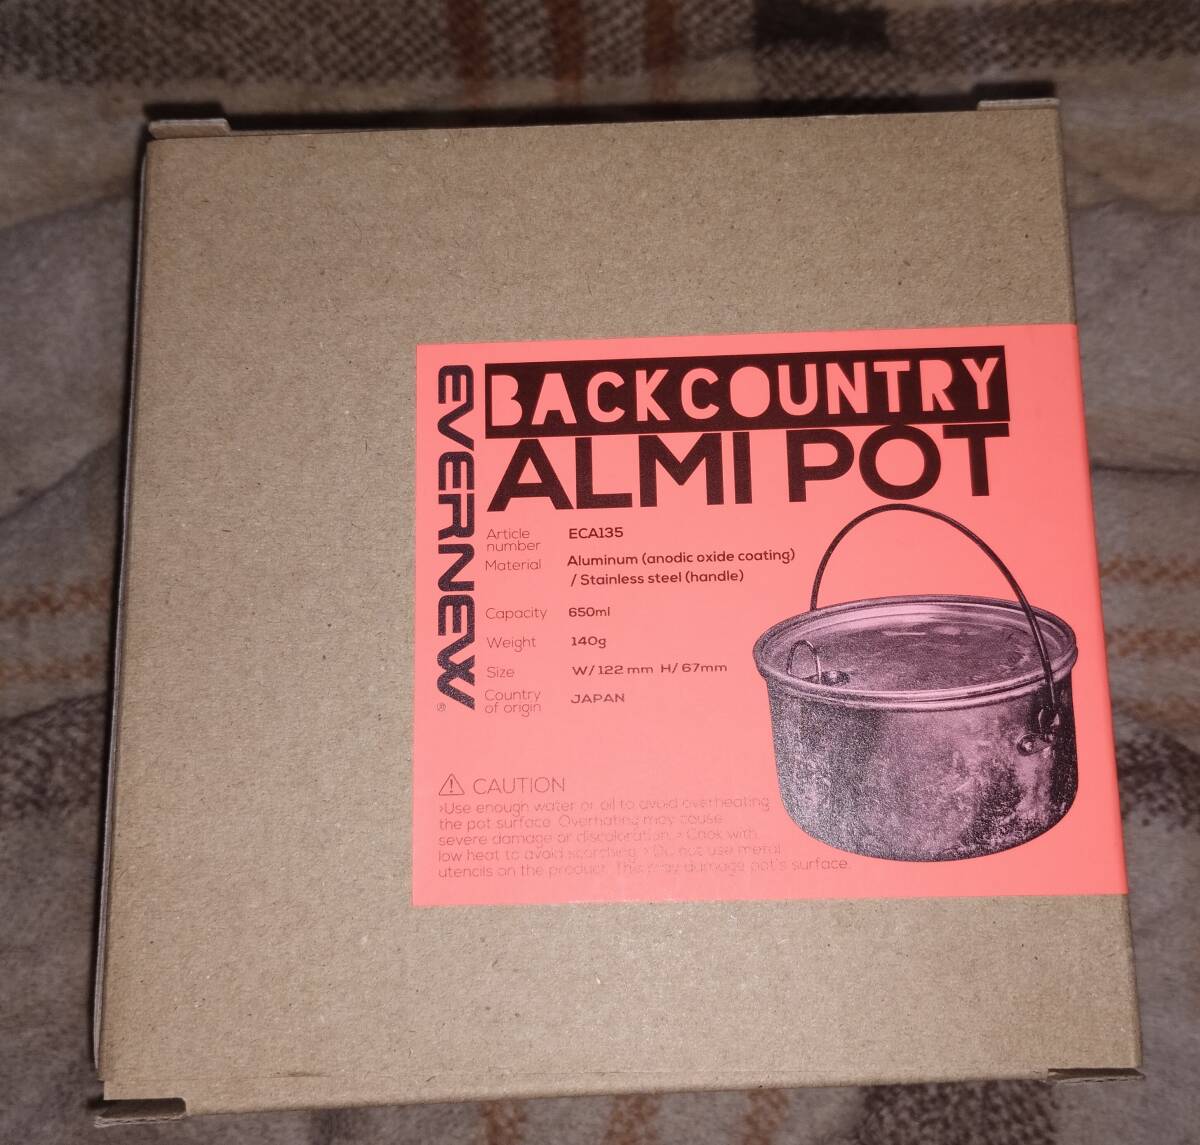 EVERNEW®
BACKCOUNTRY
ALMI POT
Article number ECA135
Material Aluminum (anodic oxide coating)
/ Stainless steel (handle)
Capacity 650ml
Weight 140g
Size W/ 122 mm H/ 67mm
Country of origin JAPAN
CAUTION
›Use enough water or oil to avoid overheating
the pot surface. Overhating may cause
severe damage or discoloration. › Cook with
low heat to avoid scorching. › Do not use metal
utencils on the product. This may damage pot's surface.